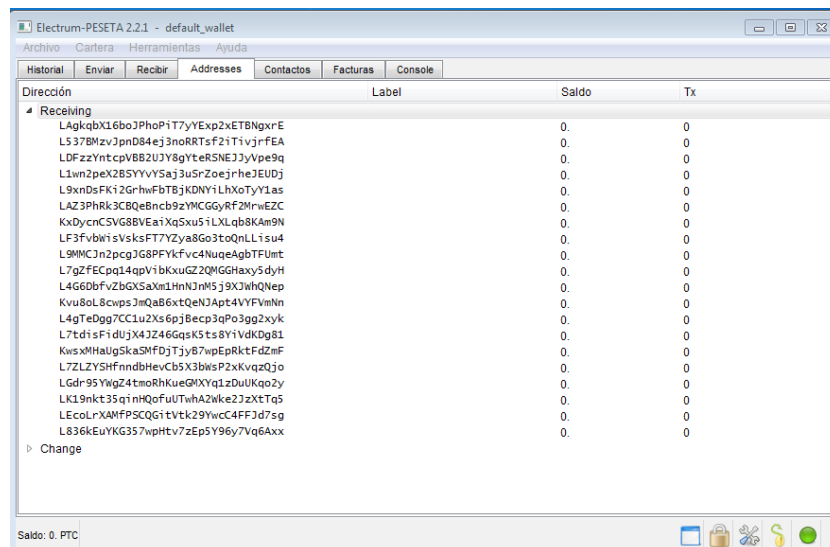 Electrum-PESETA 2.2.1 - default_wallet
Archivo Cartera Herramientas Ayuda
Historial Enviar Recibir Addresses Contactos Facturas Console
Dirección Label Saldo Tx
Receiving
LAgkqbX16boJPhoPiT7yYExp2xETBNgxrE 0. 0
L537BMzvJpnD84ej3noRRTsf2iTivjrfEA 0. 0
LDFzzYntcpVBB2UJY8gYteRSNEJJyVpe9q 0. 0
L1wn2peX2BSYYvYSaj3uSrZoejrheJEUDj 0. 0
L9xnDsFKi2GrhwFbTBjKDNYiLhXoTyY1as 0. 0
LAZ3PhRk3CBQeBncb9zYMCGGyRf2MrwEZC 0. 0
KxDycnCSVG8BVEaiXqSxu5iLXLqb8KAm9N 0. 0
LF3fvbWisVsksFT7YZya8Go3toQnLLisu4 0. 0
L9MMCJn2pcgJG8PFYkfvc4NuqeAgbTFUmt 0. 0
L7gZfECpq14qpVibKxuGZ2QMGGHaxy5dyH 0. 0
L4G6DbfvZbGXSaXm1HnNJnM5j9XJWhQNep 0. 0
Kvu8oL8cwpsJmQaB6xtQeNJApt4VYFVmNn 0. 0
L4gTeDgg7CC1u2Xs6pjBecp3qPo3gg2xyk 0. 0
L7tdisFidUjX4JZ46GqsK5ts8YiVdKDg81 0. 0
KwsxMHaUgSkaSMfDjTjyB7wpEpRktFdZmF 0. 0
L7ZLZYSHfnndbHevCb5X3bWsP2xKvqzQjo 0. 0
LGdr95YWgZ4tmoRhKueGMXYq1zDuUKqo2y 0. 0
LK19nkt35qinHQofuUTwhA2Wke2JzXtTq5 0. 0
LEcoLrXAMfPSCQGitVtk29YwcC4FFJd7sg 0. 0
L836kEuYKG357wpHtv7zEp5Y96y7Vq6Axx 0. 0
Change
Saldo: 0. PTC